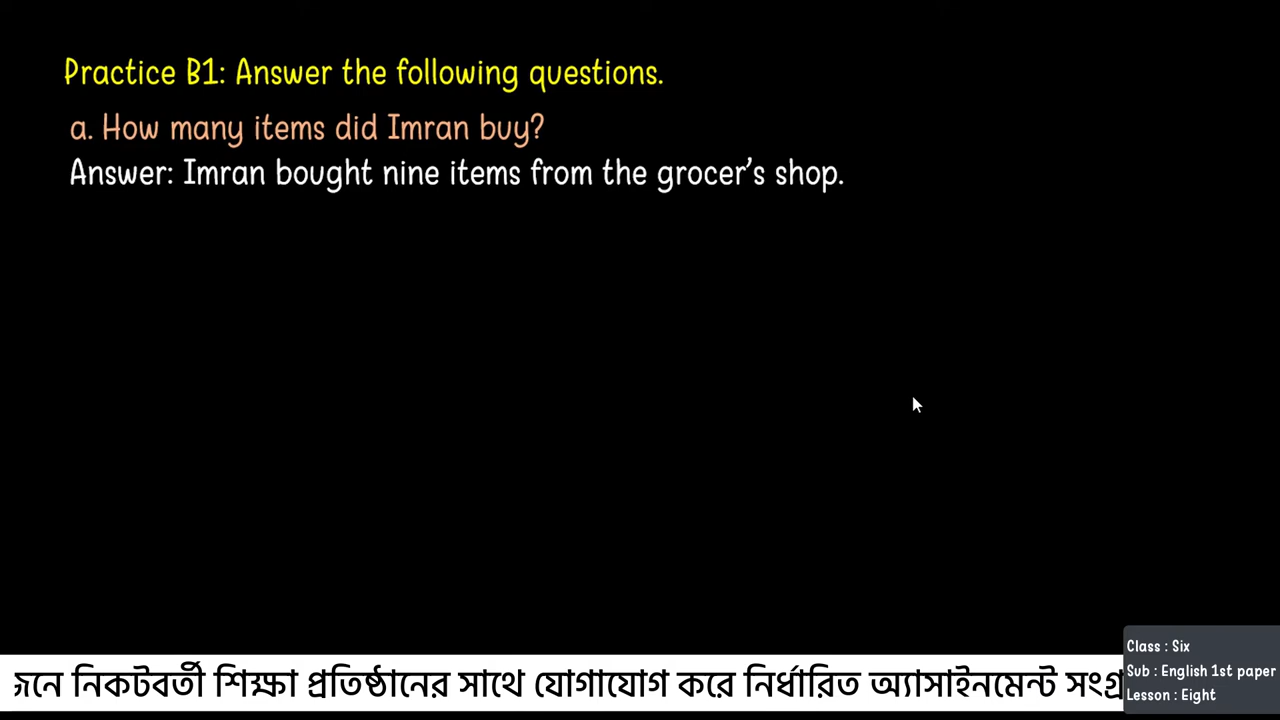 Practice B1: Answer the following questions.
a. How many items did Imran buy?
Answer: Imran bought nine items from the grocer's shop.
নিকটবর্তী শিক্ষা প্রতিষ্ঠানের সাথে যোগাযোগ করে নির্ধারিত অ্যাসাইনমেন্ট
Class : Six
Sub : English 1st paper
Lesson : Eight